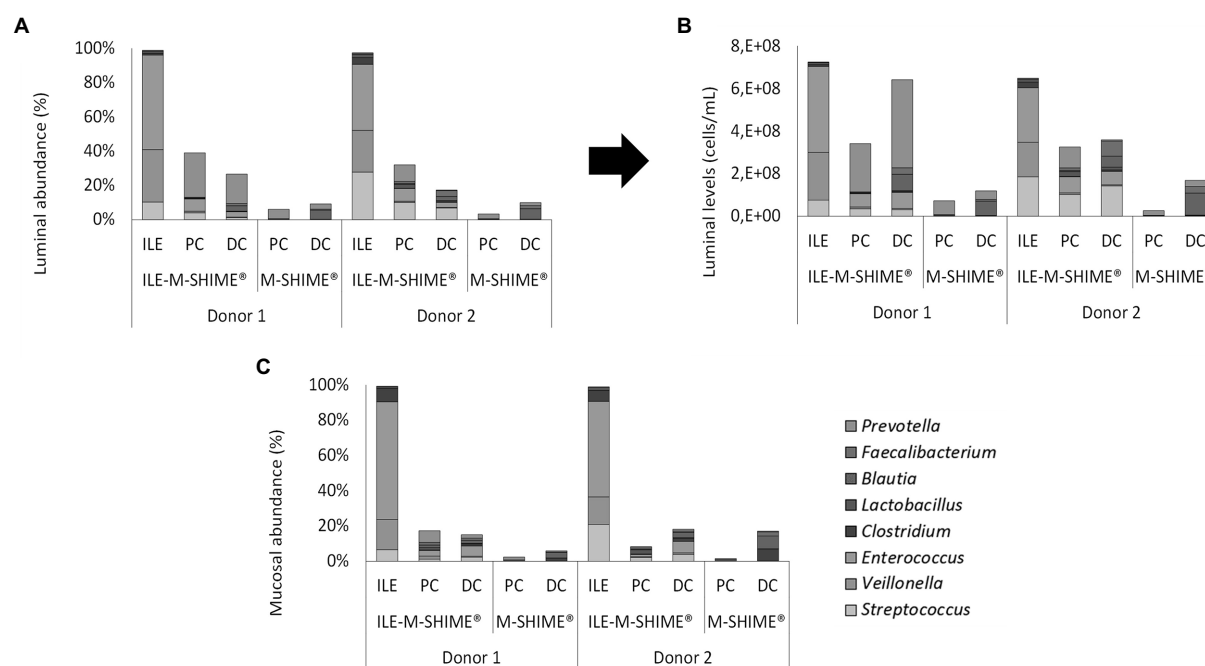 A
Luminal abundance (%)
100%
80%
60%
40%
20%
0%
ILE PC DC PC DC ILE PC DC PC DC
ILE-M-SHIME® M-SHIME® ILE-M-SHIME® M-SHIME®
Donor 1 Donor 2
B
Luminal levels (cells/mL)
8,E+08
6,E+08
4,E+08
2,E+08
0,E+00
ILE PC DC PC DC ILE PC DC PC DC
ILE-M-SHIME® M-SHIME® ILE-M-SHIME® M-SHIME
Donor 1 Donor 2
C
Mucosal abundance (%)
100%
80%
60%
40%
20%
0%
ILE PC DC PC DC ILE PC DC PC DC
ILE-M-SHIME® M-SHIME® ILE-M-SHIME® M-SHIME®
Donor 1 Donor 2
Prevotella
Faecalibacterium
Blautia
Lactobacillus
Clostridium
Enterococcus
Veillonella
Streptococcus